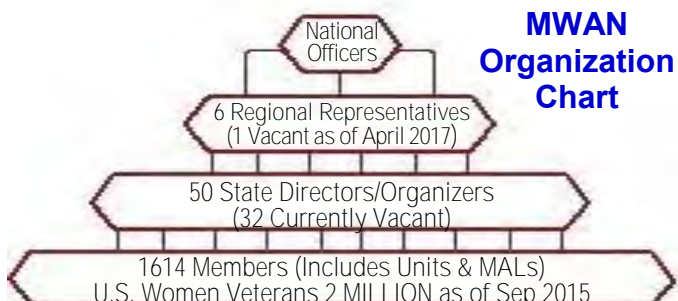 MWAN
Organization
Chart
National
Officers
6 Regional Representatives
(1 Vacant as of April 2017)
50 State Directors/Organizers
(32 Currently Vacant)
1614 Members (Includes Units & MALs)
U.S. Women Veterans 2 MILLION as of Sep 2015